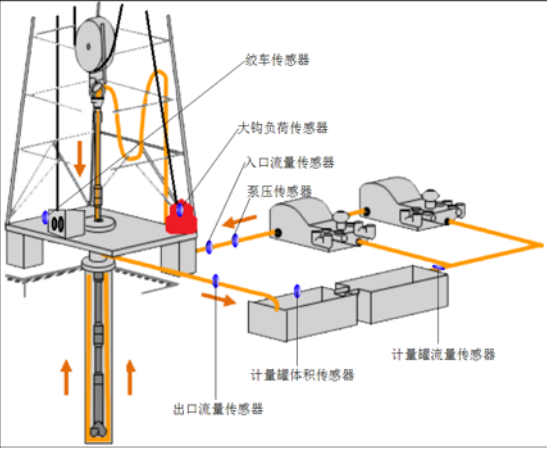 绞车传感器
大钩负荷传感器
入口流量传感器
泵压传感器
计量罐流量传感器
计量罐体积传感器
出口流量传感器